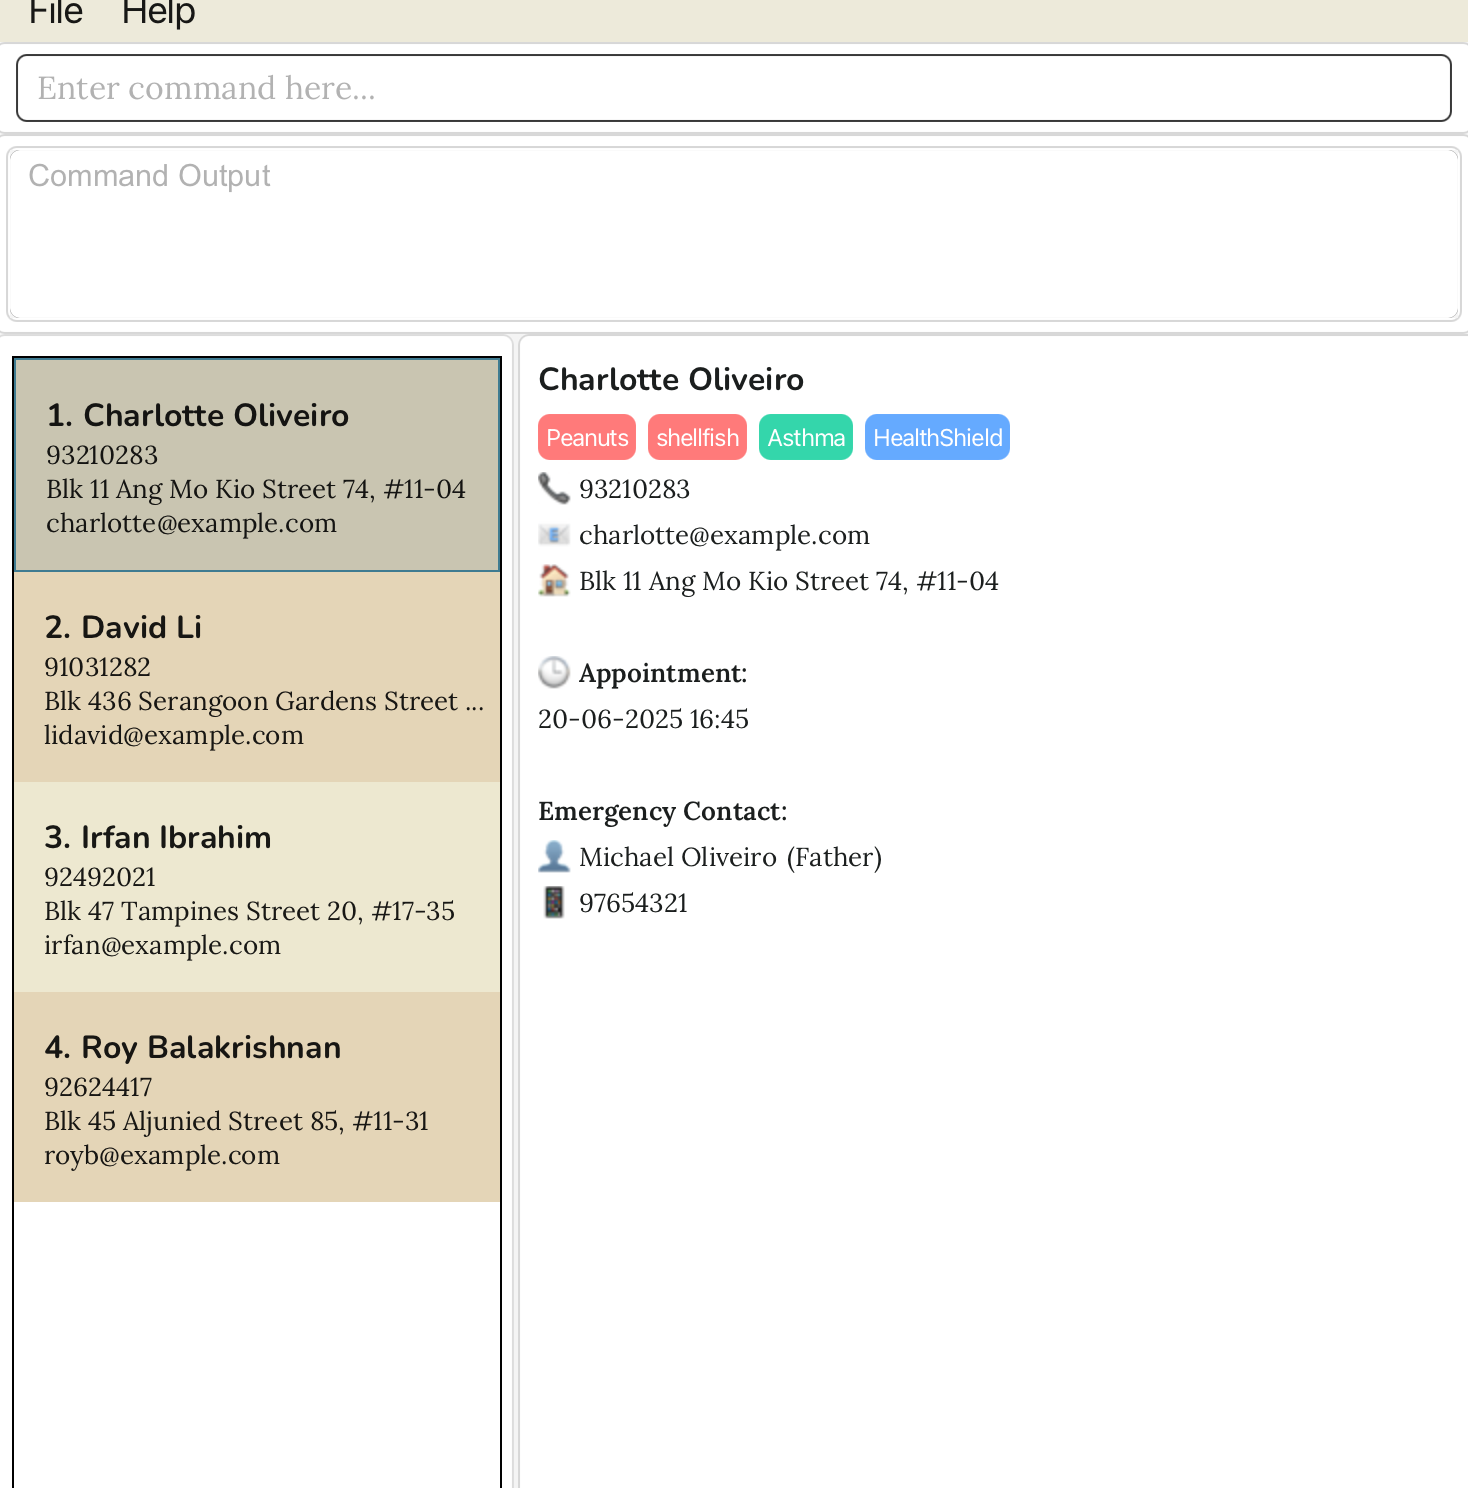 File Help
Enter command here...
Command Output
1. Charlotte Oliveiro
93210283
Blk 11 Ang Mo Kio Street 74, #11-04
charlotte@example.com
2. David Li
91031282
Blk 436 Serangoon Gardens Street ...
lidavid@example.com
3. Irfan Ibrahim
92492021
Blk 47 Tampines Street 20, #17-35
irfan@example.com
4. Roy Balakrishnan
92624417
Blk 45 Aljunied Street 85, #11-31
royb@example.com
Charlotte Oliveiro
Peanuts shellfish Asthma HealthShield
93210283
charlotte@example.com
Blk 11 Ang Mo Kio Street 74, #11-04
Appointment:
20-06-2025 16:45
Emergency Contact:
Michael Oliveiro (Father)
97654321